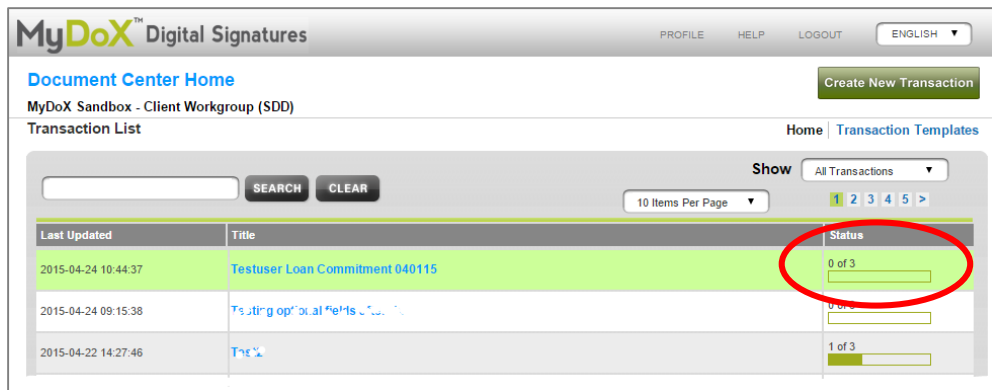 MyDoX™ Digital Signatures
PROFILE HELP LOGOUT ENGLISH
Document Center Home
Create New Transaction
MyDoX Sandbox - Client Workgroup (SDD)
Transaction List
Home Transaction Templates
Show All Transactions
SEARCH CLEAR
10 Items Per Page
1 2 3 4 5 >
Last Updated Title Status
2015-04-24 10:44:37 Testuser Loan Commitment 040115 0 of 3
2015-04-24 09:15:38 Testing optional fields
2015-04-22 14:27:46 1 of 3